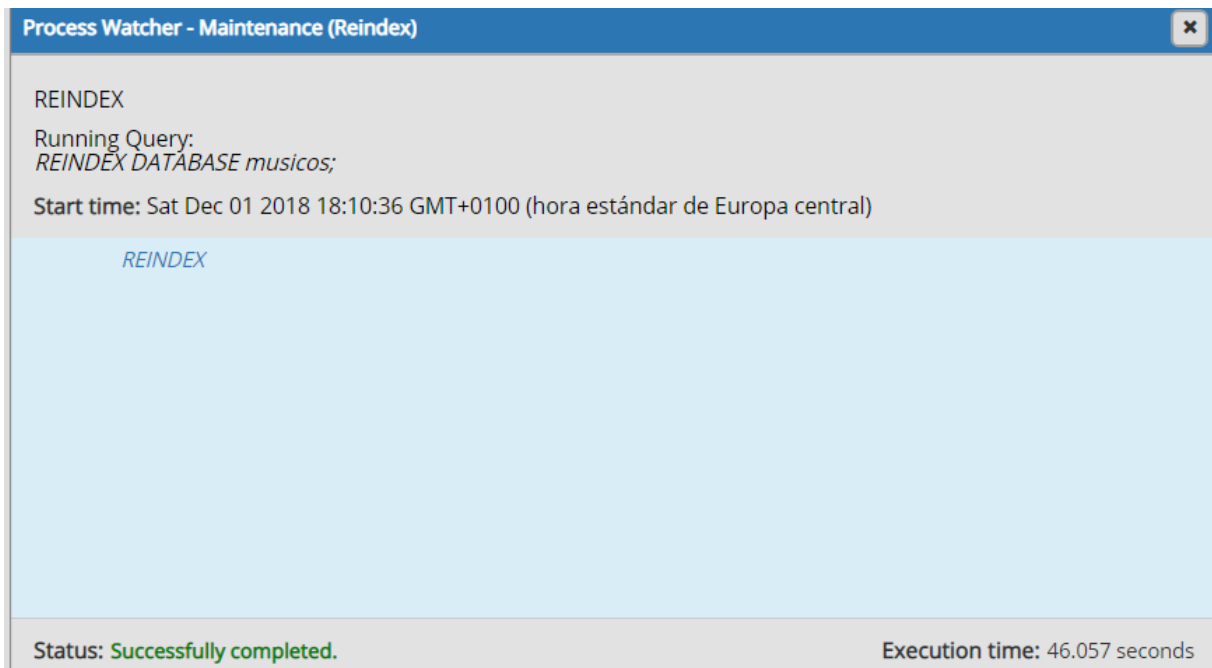 Process Watcher - Maintenance (Reindex)
REINDEX
Running Query:
REINDEX DATABASE musicos;
Start time: Sat Dec 01 2018 18:10:36 GMT+0100 (hora estándar de Europa central)
REINDEX
Status: Successfully completed. Execution time: 46.057 seconds